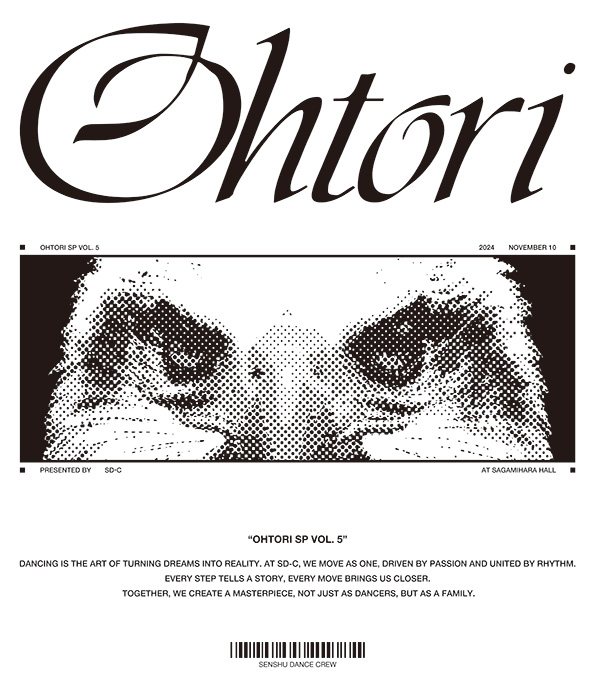 Ohtori
OHTORI SP VOL. 5
2024 NOVEMBER 10
PRESENTED BY SD-C
AT SAGAMIHARA HALL
“OHTORI SP VOL. 5”
DANCING IS THE ART OF TURNING DREAMS INTO REALITY. AT SD-C, WE MOVE AS ONE, DRIVEN BY PASSION AND UNITED BY RHYTHM.
EVERY STEP TELLS A STORY, EVERY MOVE BRINGS US CLOSER.
TOGETHER, WE CREATE A MASTERPIECE, NOT JUST AS DANCERS, BUT AS A FAMILY.
SENSHU DANCE CREW